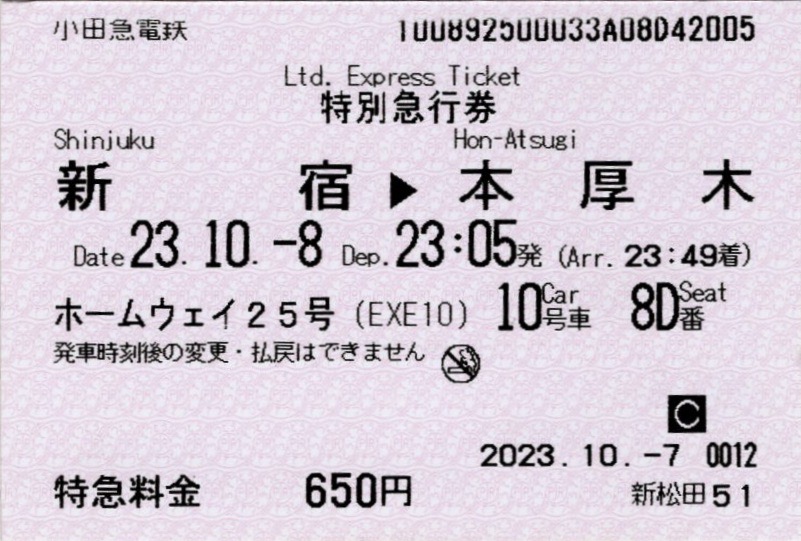 小田急電鉄 100892500033A08D42005
Ltd. Express Ticket
特別急行券
Shinjuku Hon-Atsugi
新宿▶本厚木
Date 23.10.-8 Dep. 23:05発 (Arr. 23:49着)
ホームウェイ25号 (EXE10) 10 Car 号車 8D Seat 番
発車時刻後の変更・払戻はできません
C
2023.10.-7 0012
特急料金 650円 新松田51